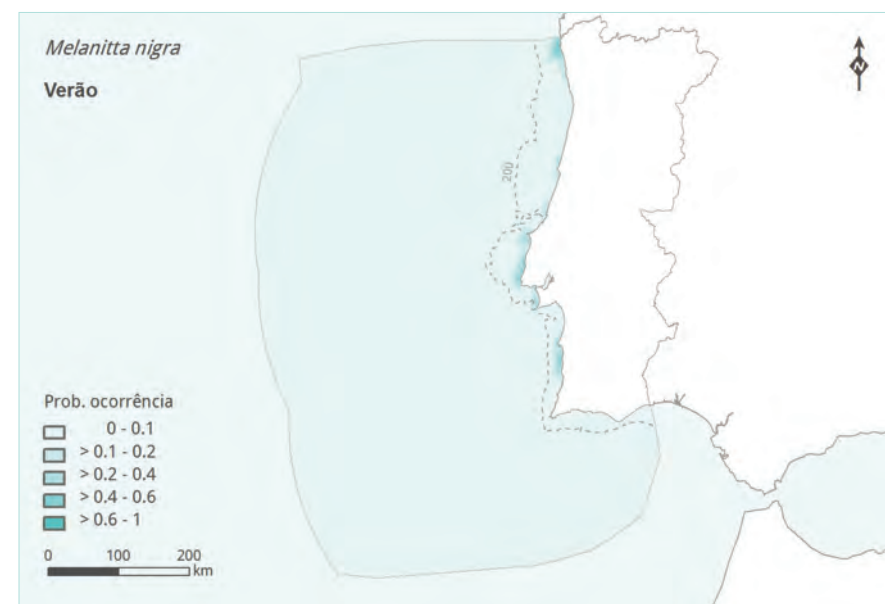 Melanitta nigra
Verão
N
200
Prob. ocorrência
0 - 0.1
> 0.1 - 0.2
> 0.2 - 0.4
> 0.4 - 0.6
> 0.6 - 1
0 100 200
km